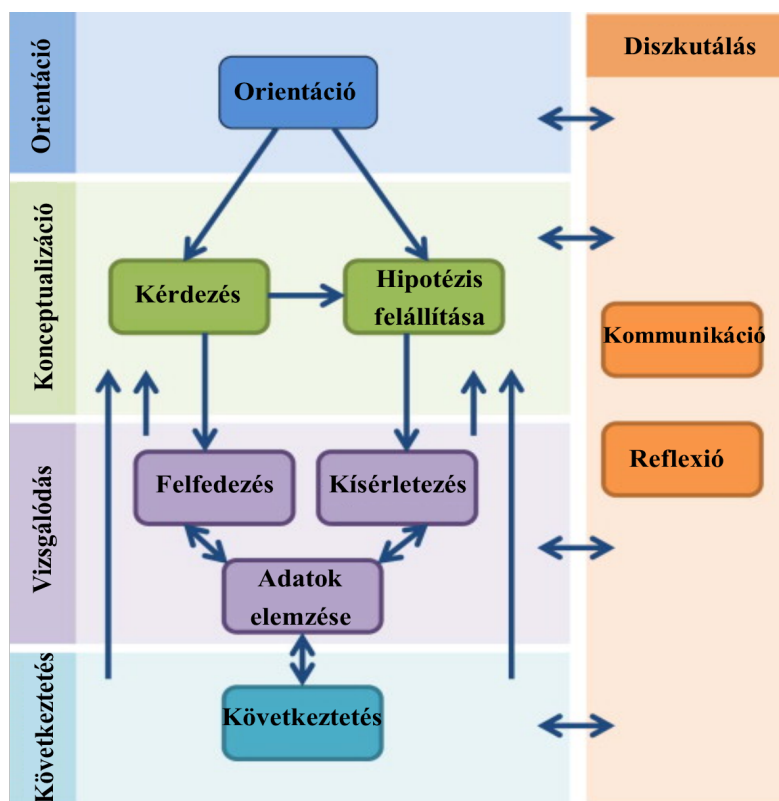 Orientáció
Orientáció
Diszkutálás
Konceptualizáció
Kérdezés
Hipotézis
felállítása
Kommunikáció
Reflexió
Vizsgálódás
Felfedezés
Kísérletezés
Adatok
elemzése
Következtetés
Következtetés